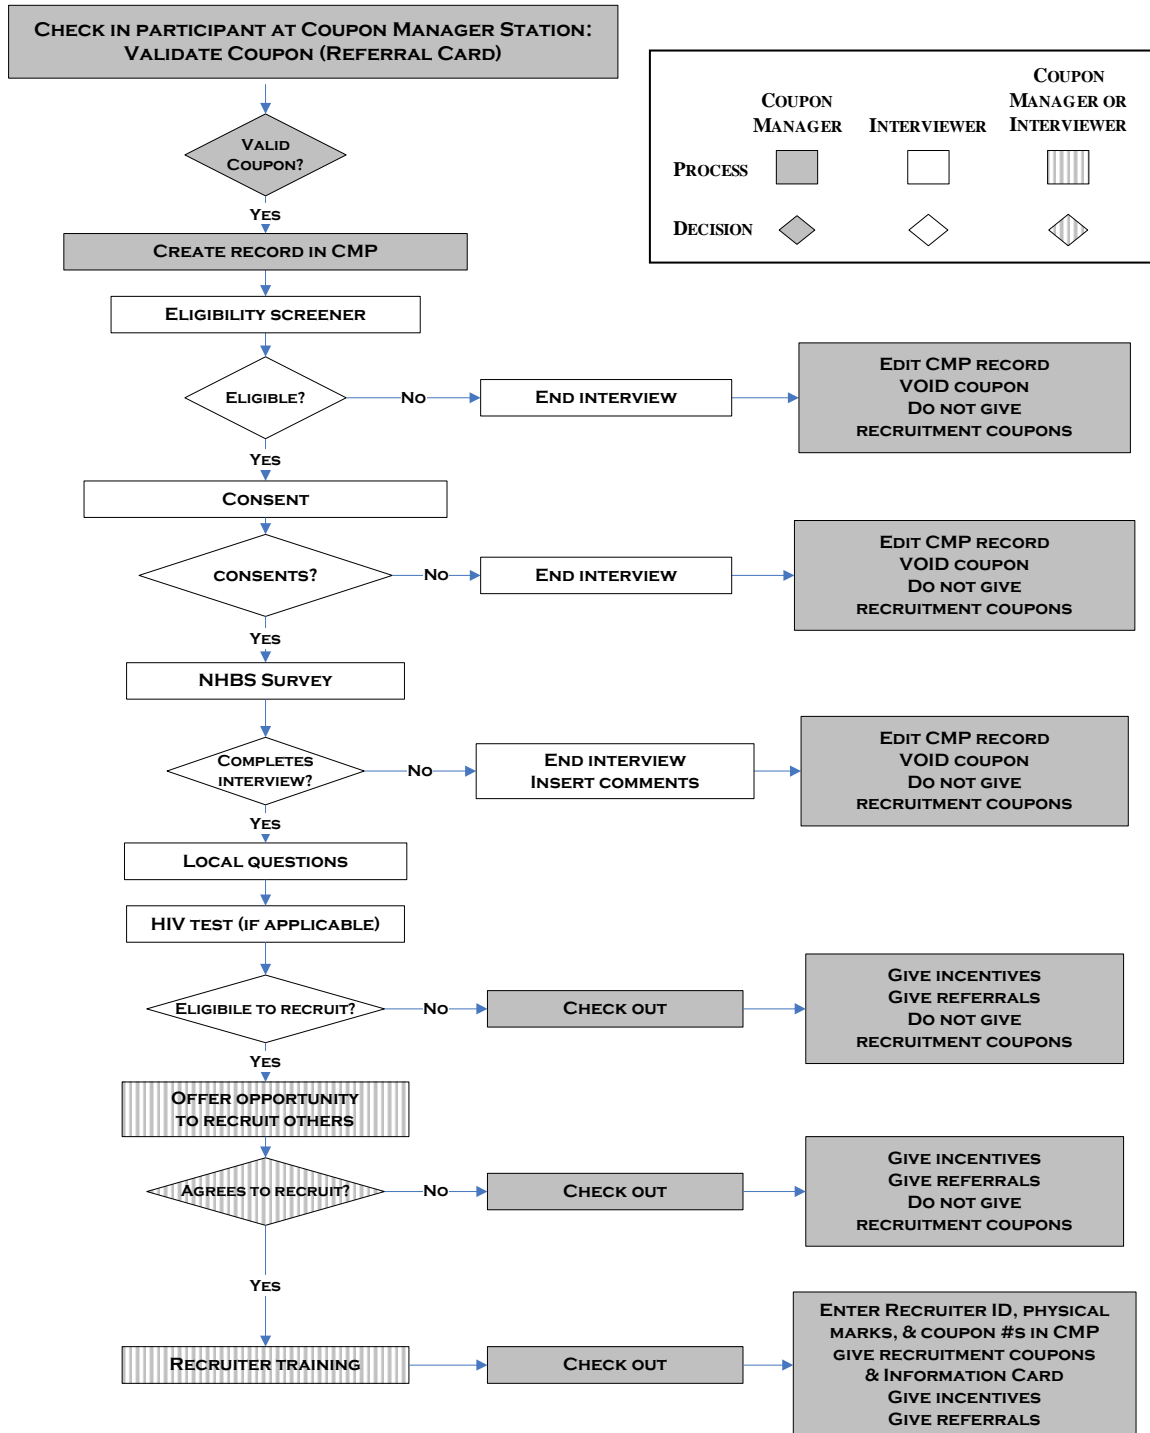 CHECK IN PARTICIPANT AT COUPON MANAGER STATION:
VALIDATE COUPON (REFERRAL CARD)
COUPON
MANAGER
INTERVIEWER
COUPON
MANAGER OR
INTERVIEWER
PROCESS
DECISION
VALID
COUPON?
YES
CREATE RECORD IN CMP
ELIGIBILITY SCREENER
ELIGIBLE?
NO
END INTERVIEW
EDIT CMP RECORD
VOID COUPON
DO NOT GIVE
RECRUITMENT COUPONS
YES
CONSENT
CONSENTS?
NO
END INTERVIEW
EDIT CMP RECORD
VOID COUPON
DO NOT GIVE
RECRUITMENT COUPONS
YES
NHBS SURVEY
COMPLETES
INTERVIEW?
NO
END INTERVIEW
INSERT COMMENTS
EDIT CMP RECORD
VOID COUPON
DO NOT GIVE
RECRUITMENT COUPONS
YES
LOCAL QUESTIONS
HIV TEST (IF APPLICABLE)
ELIGIBILE TO RECRUIT?
NO
CHECK OUT
GIVE INCENTIVES
GIVE REFERRALS
DO NOT GIVE
RECRUITMENT COUPONS
YES
OFFER OPPORTUNITY
TO RECRUIT OTHERS
AGREES TO RECRUIT?
NO
CHECK OUT
GIVE INCENTIVES
GIVE REFERRALS
DO NOT GIVE
RECRUITMENT COUPONS
YES
RECRUITER TRAINING
CHECK OUT
ENTER RECRUITER ID, PHYSICAL
MARKS, & COUPON #S IN CMP
GIVE RECRUITMENT COUPONS
& INFORMATION CARD
GIVE INCENTIVES
GIVE REFERRALS